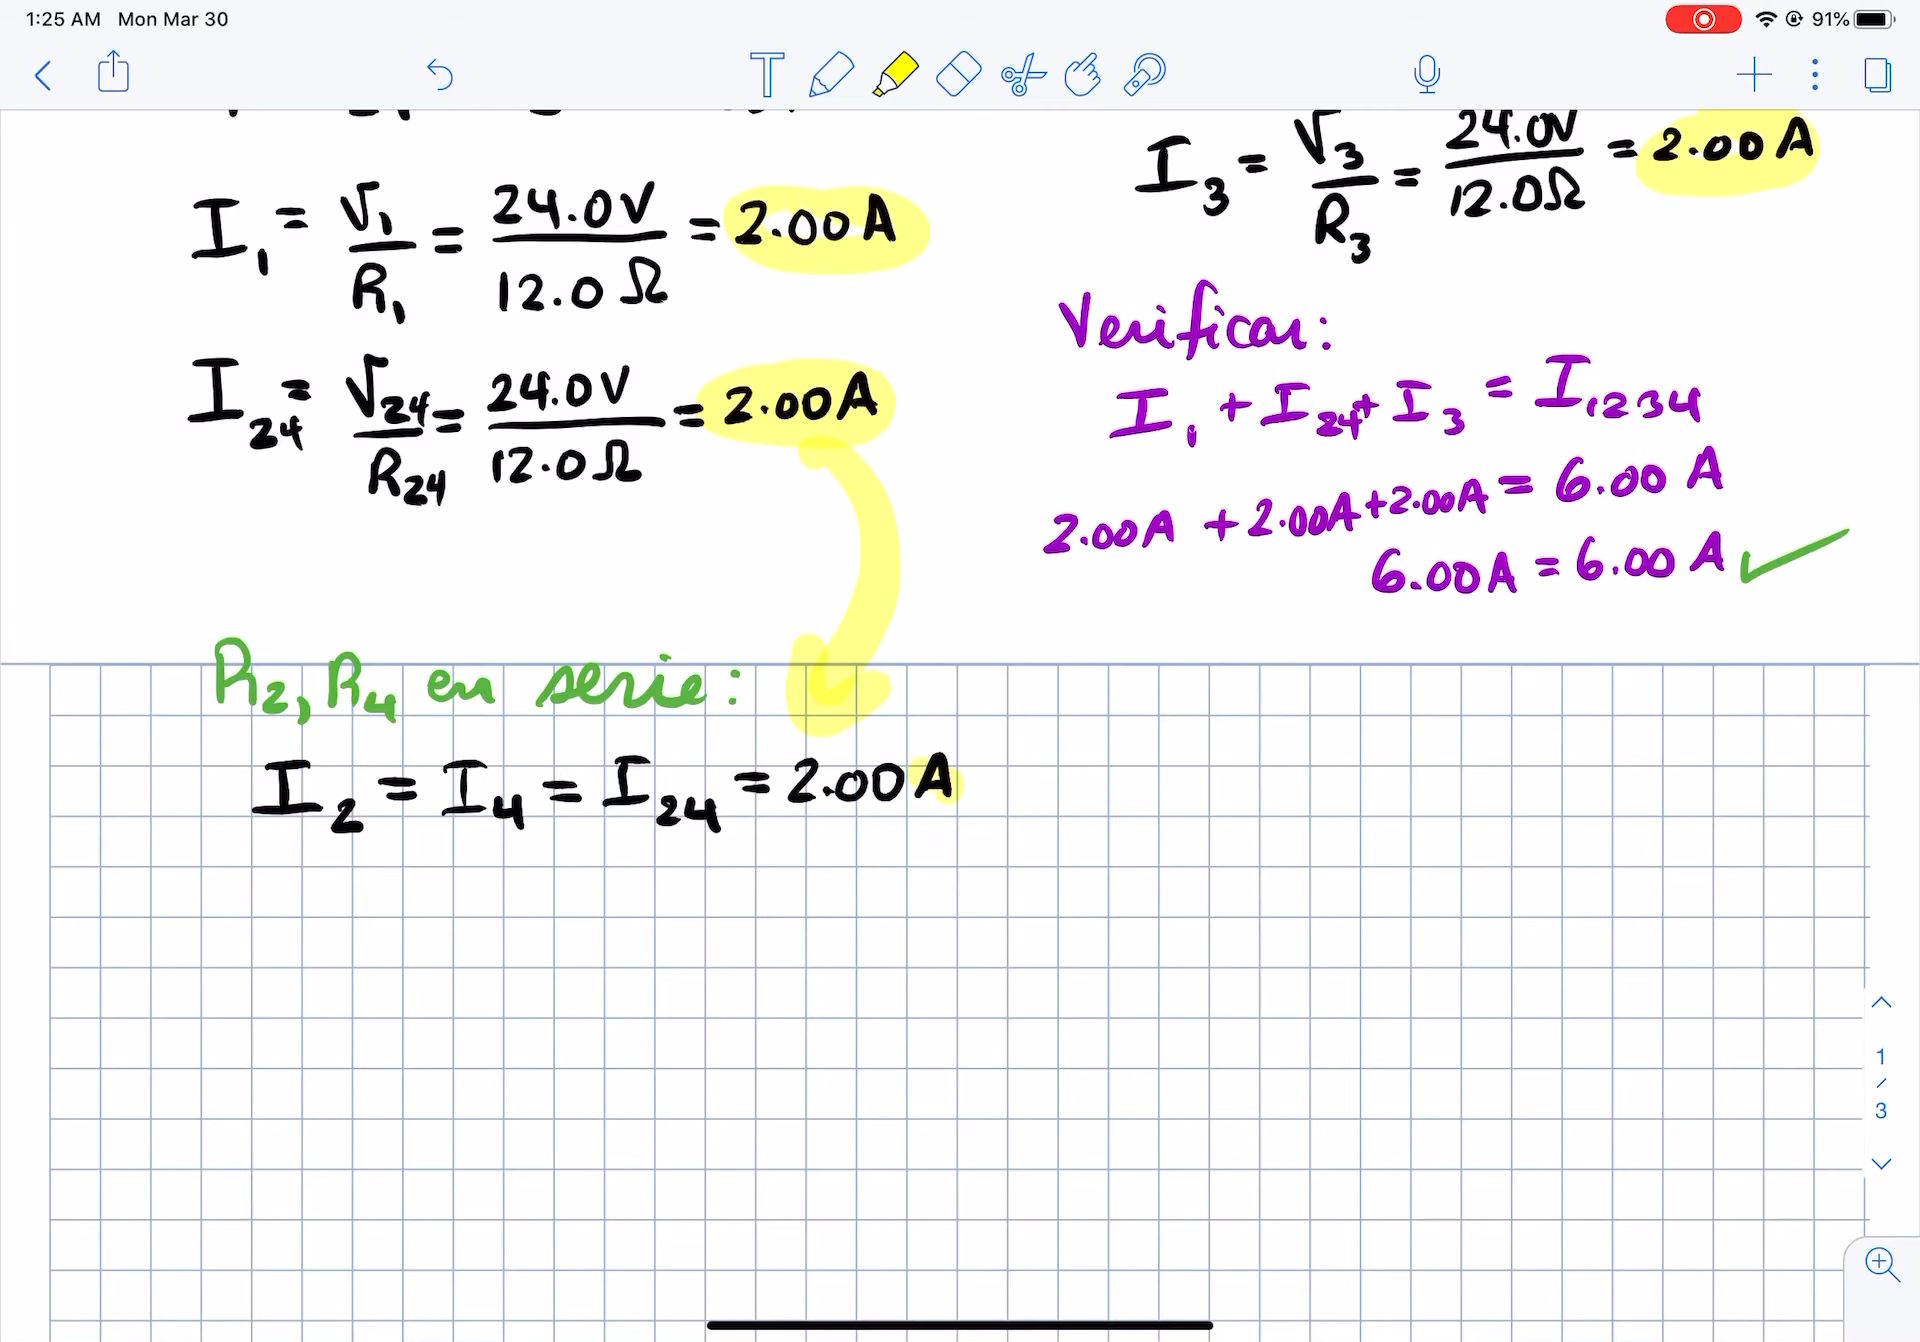 1:25 AM Mon Mar 30
91%
I₁ = V₁/R₁ = 24.0V/12.0Ω = 2.00A
I₂₄ = V₂₄/R₂₄ = 24.0V/12.0Ω = 2.00A
I₃ = V₃/R₃ = 24.0V/12.0Ω = 2.00A
Verificar:
I₁ + I₂₄ + I₃ = I₁₂₃₄
2.00A + 2.00A + 2.00A = 6.00 A
6.00A = 6.00 A ✓
R₂, R₄ en serie:
I₂ = I₄ = I₂₄ = 2.00A
1
/
3